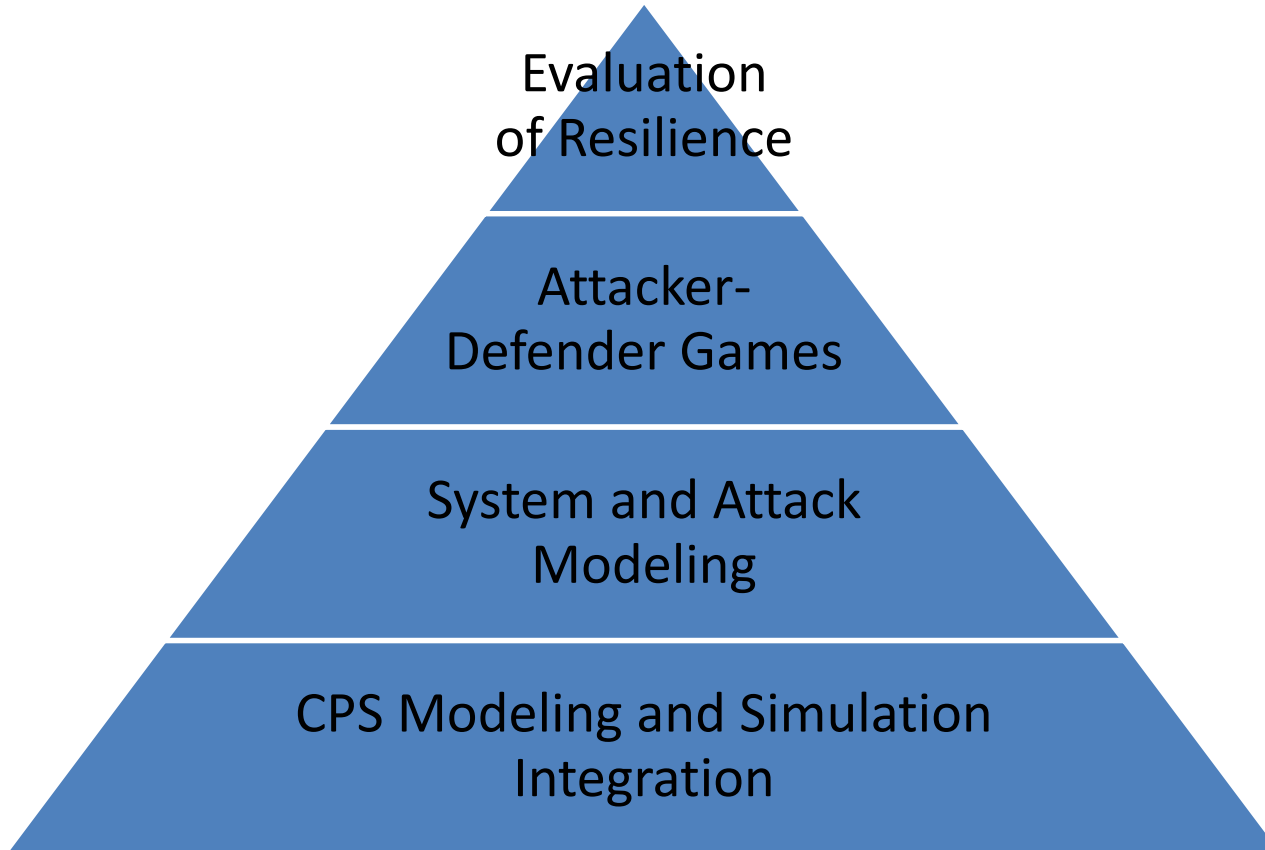 Evaluation
of Resilience
Attacker-
Defender Games
System and Attack
Modeling
CPS Modeling and Simulation
Integration